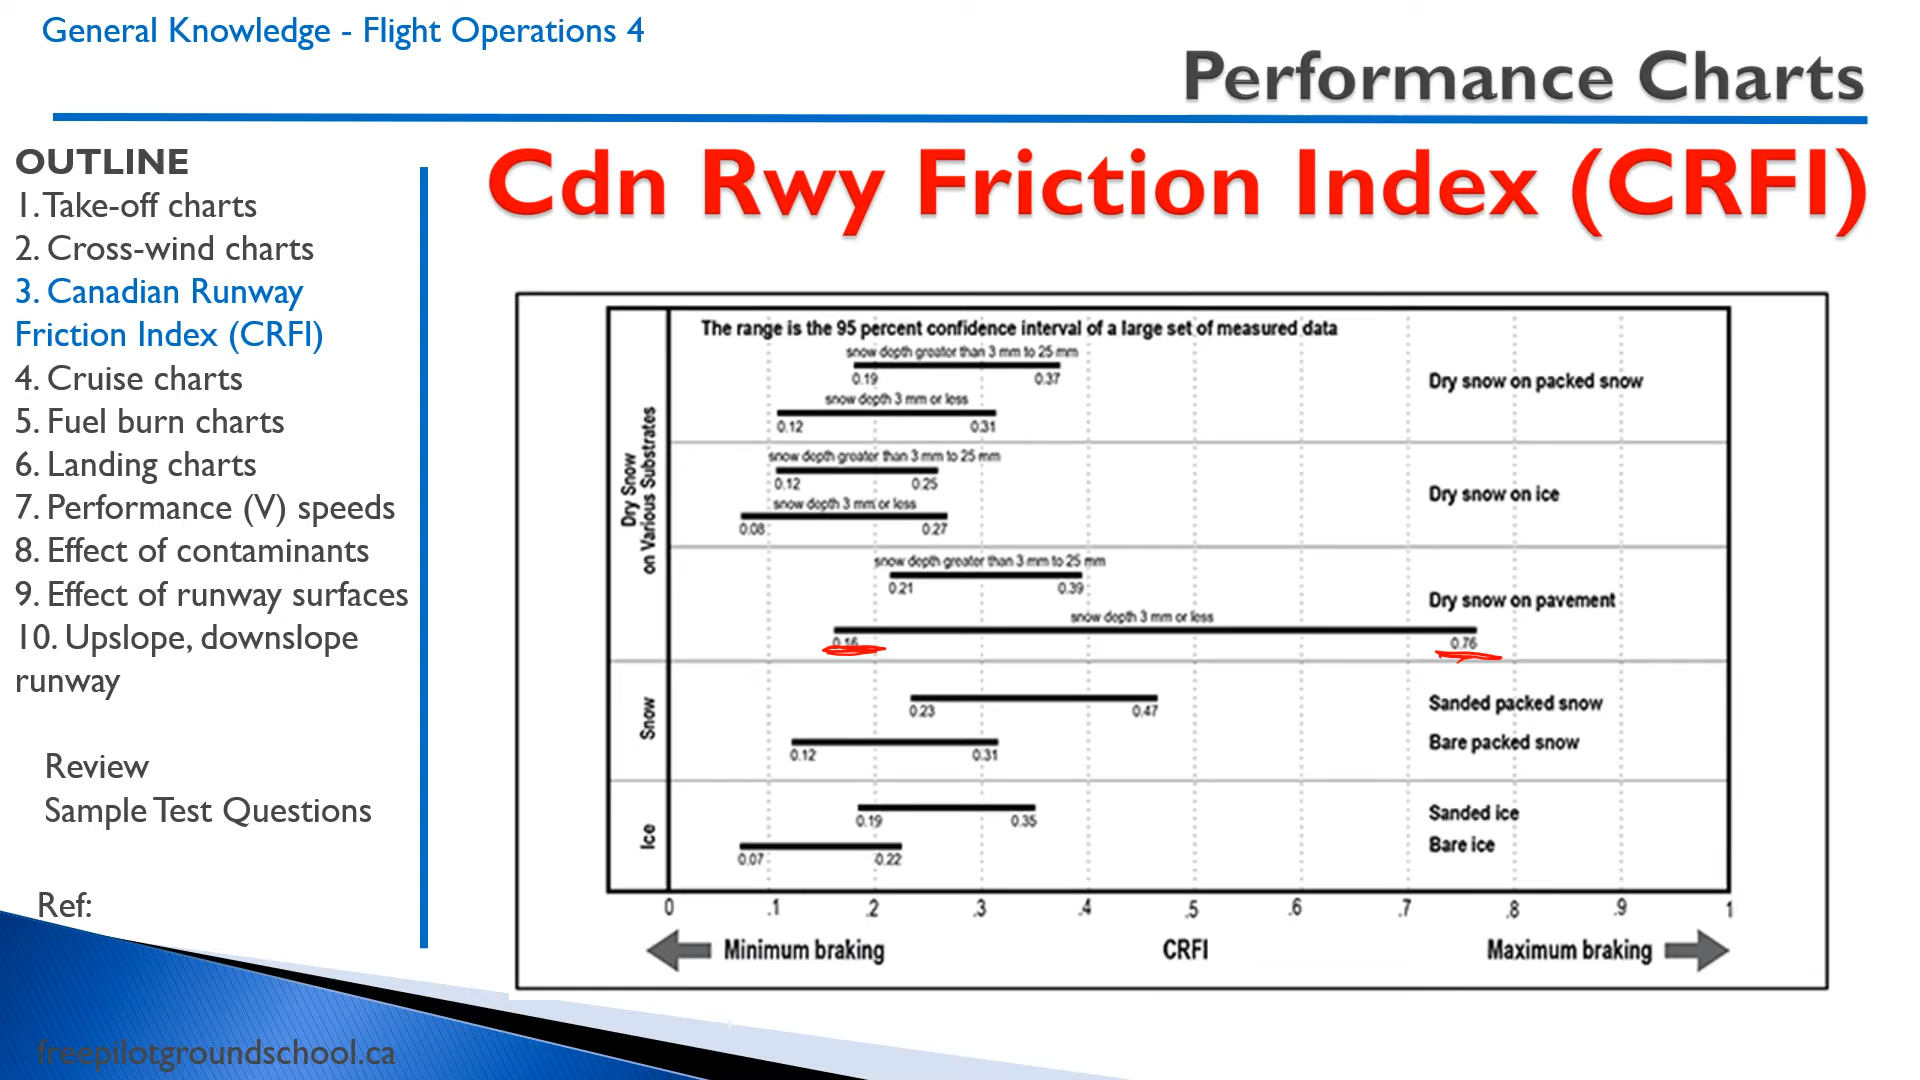 General Knowledge - Flight Operations 4
Performance Charts
OUTLINE
1. Take-off charts
2. Cross-wind charts
3. Canadian Runway
Friction Index (CRFI)
4. Cruise charts
5. Fuel burn charts
6. Landing charts
7. Performance (V) speeds
8. Effect of contaminants
9. Effect of runway surfaces
10. Upslope, downslope
runway
Review
Sample Test Questions
Ref:
freepilotgroundschool.ca
Cdn Rwy Friction Index (CRFI)
The range is the 95 percent confidence interval of a large set of measured data
Dry Snow
on Various Substrates
snow depth greater than 3 mm to 25 mm
0.19 0.37
Dry snow on packed snow
snow depth 3 mm or less
0.12 0.31
snow depth greater than 3 mm to 25 mm
0.12 0.25
Dry snow on ice
snow depth 3 mm or less
0.08 0.27
snow depth greater than 3 mm to 25 mm
0.21 0.39
Dry snow on pavement
snow depth 3 mm or less
0.16 0.76
Snow
Sanded packed snow
0.23 0.47
Bare packed snow
0.12 0.31
Ice
Sanded ice
0.19 0.35
Bare ice
0.07 0.22
0 .1 .2 .3 .4 .5 .6 .7 .8 .9 1
Minimum braking CRFI Maximum braking